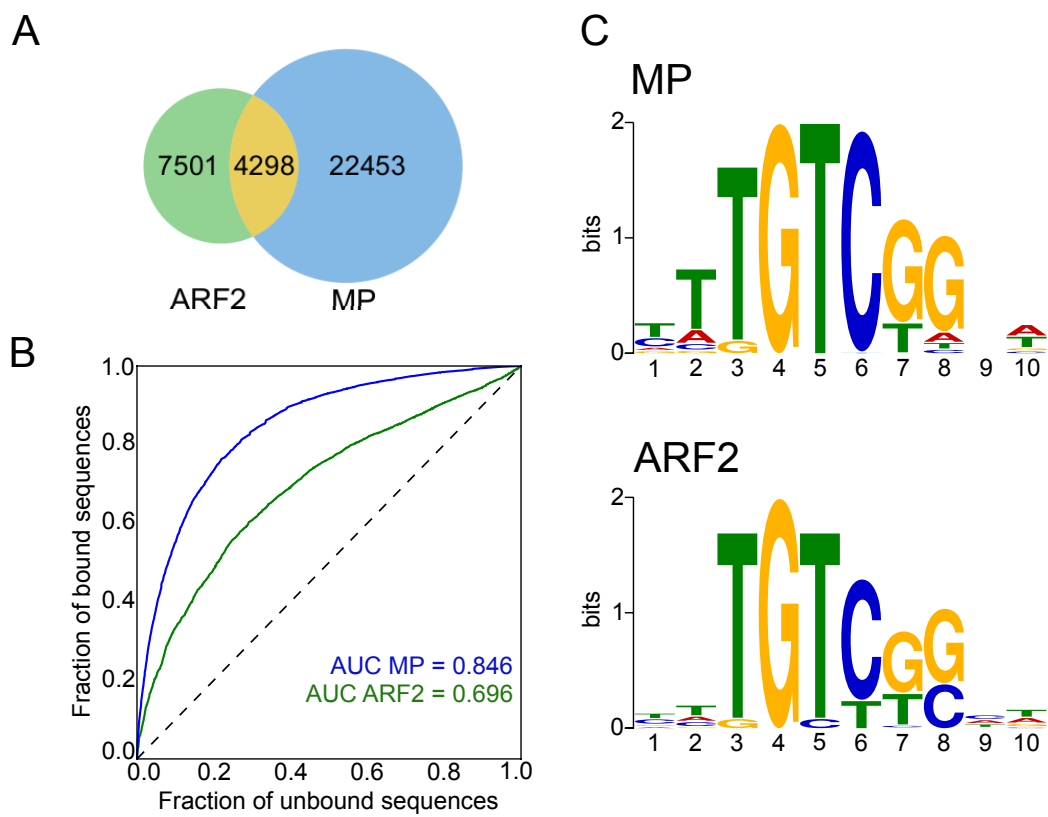 A
7501 4298 22453
ARF2 MP
B
Fraction of bound sequences
1.0
0.8
0.6
0.4
0.2
0.0
AUC MP = 0.846
AUC ARF2 = 0.696
0.0 0.2 0.4 0.6 0.8 1.0
Fraction of unbound sequences
C
MP
bits
2
1
0
TGTCGG
1 2 3 4 5 6 7 8 9 10
ARF2
bits
2
1
0
TGTCGG
1 2 3 4 5 6 7 8 9 10